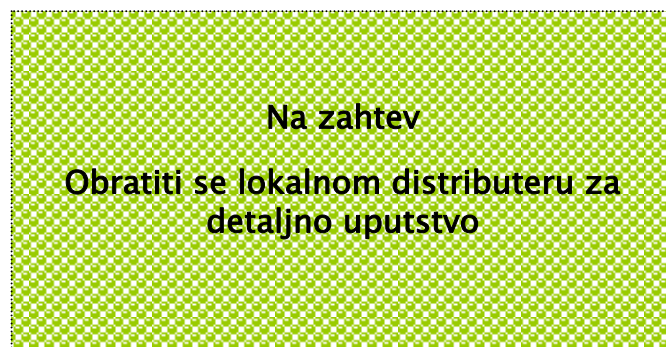 Na zahtev
Obratiti se lokalnom distributeru za
detaljno uputstvo